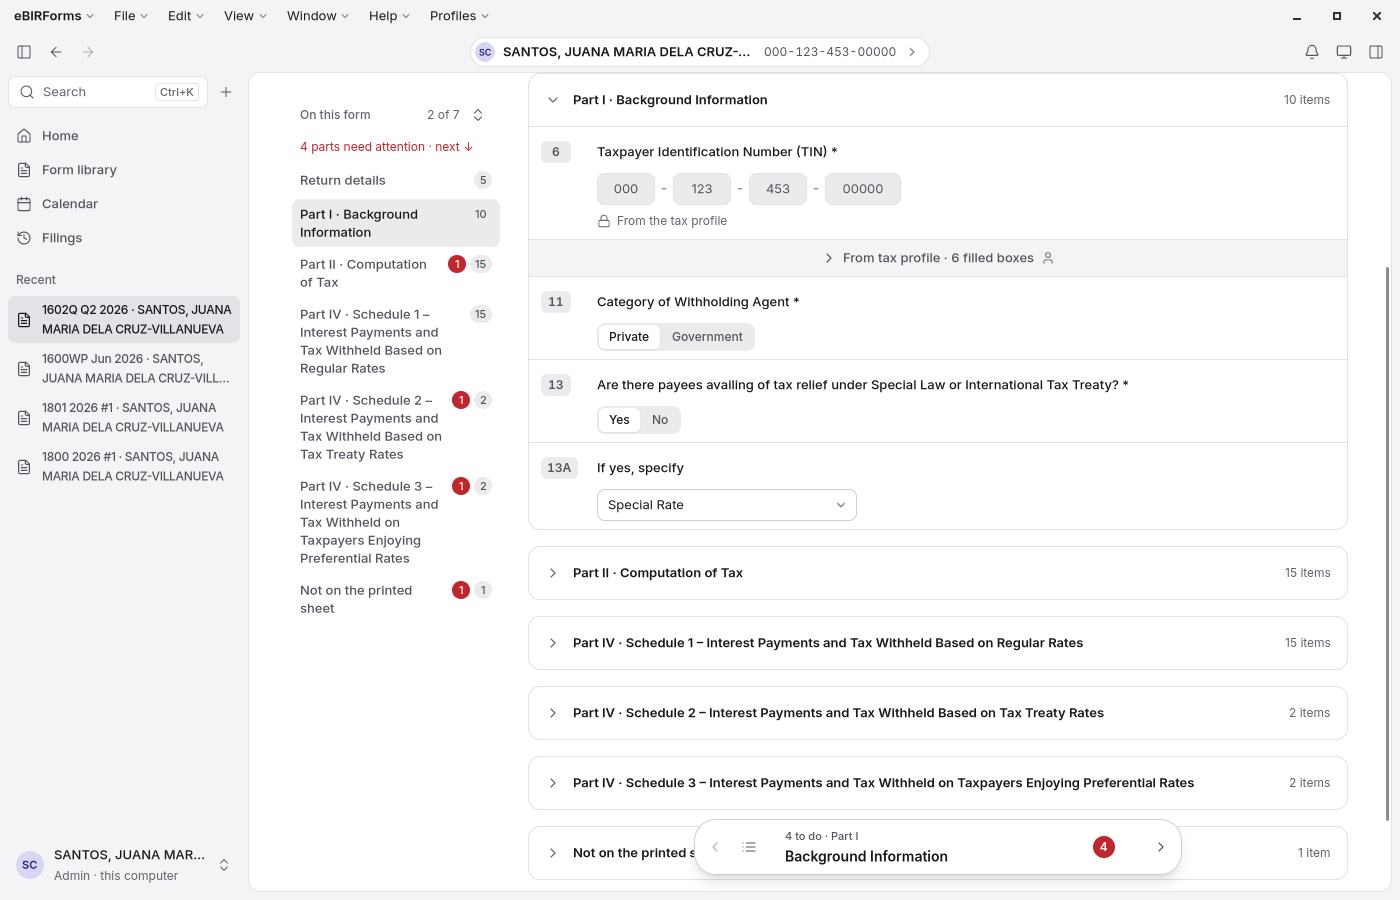 eBIRForms File Edit View Window Help Profiles
SC SANTOS, JUANA MARIA DELA CRUZ-... 000-123-453-00000
Search Ctrl+K
Home
Form library
Calendar
Filings
Recent
1602Q Q2 2026 · SANTOS, JUANA
MARIA DELA CRUZ-VILLANUEVA
1600WP Jun 2026 · SANTOS,
JUANA MARIA DELA CRUZ-VILL...
1801 2026 #1 · SANTOS, JUANA
MARIA DELA CRUZ-VILLANUEVA
1800 2026 #1 · SANTOS, JUANA
MARIA DELA CRUZ-VILLANUEVA
SC SANTOS, JUANA MAR...
Admin · this computer
On this form 2 of 7
4 parts need attention · next ↓
Return details 5
Part I · Background 10
Information
Part II · Computation 1 15
of Tax
Part IV · Schedule 1 – 15
Interest Payments and
Tax Withheld Based on
Regular Rates
Part IV · Schedule 2 – 1 2
Interest Payments and
Tax Withheld Based on
Tax Treaty Rates
Part IV · Schedule 3 – 1 2
Interest Payments and
Tax Withheld on
Taxpayers Enjoying
Preferential Rates
Not on the printed 1 1
sheet
Part I · Background Information 10 items
6 Taxpayer Identification Number (TIN) *
000 - 123 - 453 - 00000
From the tax profile
From tax profile · 6 filled boxes
11 Category of Withholding Agent *
Private Government
13 Are there payees availing of tax relief under Special Law or International Tax Treaty? *
Yes No
13A If yes, specify
Special Rate
Part II · Computation of Tax 15 items
Part IV · Schedule 1 – Interest Payments and Tax Withheld Based on Regular Rates 15 items
Part IV · Schedule 2 – Interest Payments and Tax Withheld Based on Tax Treaty Rates 2 items
Part IV · Schedule 3 – Interest Payments and Tax Withheld on Taxpayers Enjoying Preferential Rates 2 items
Not on the printed 1 item
4 to do · Part I
Background Information 4